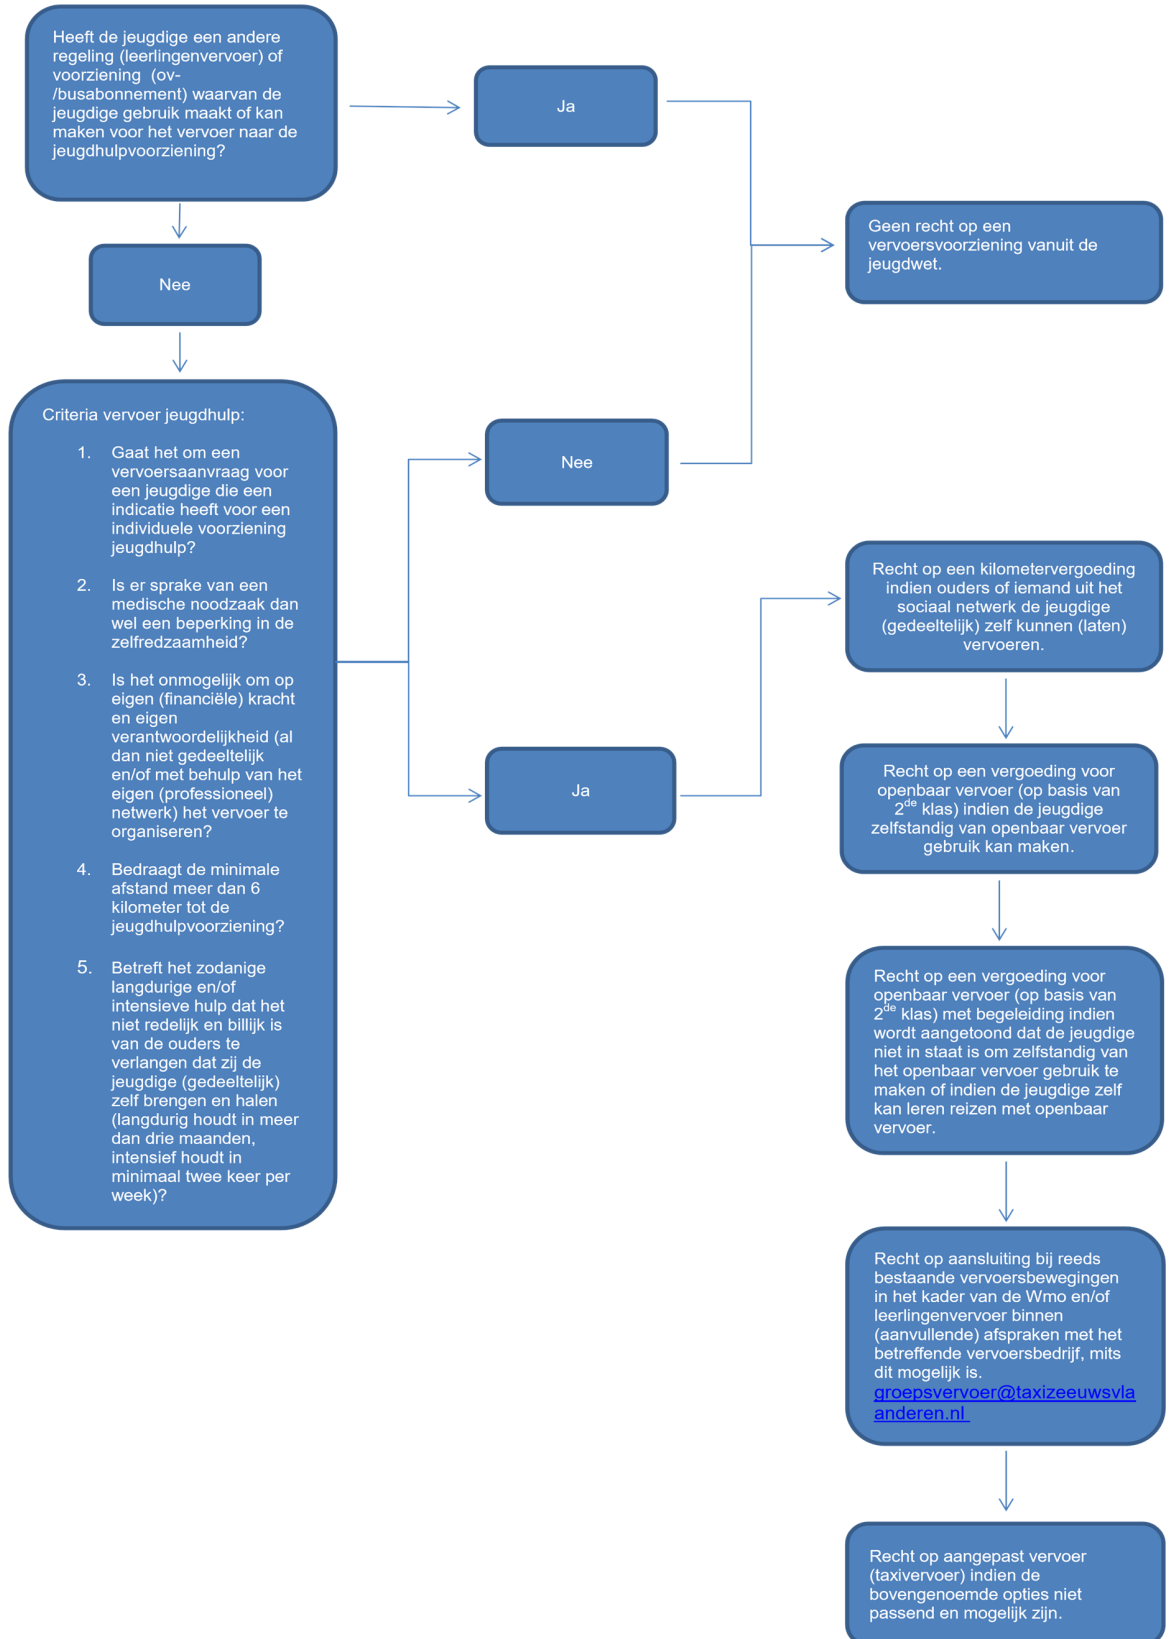 Heeft de jeugdige een andere
regeling (leerlingenvervoer) of
voorziening (ov-
/busabonnement) waarvan de
jeugdige gebruik maakt of kan
maken voor het vervoer naar de
jeugdhulpvoorziening?
Ja
Geen recht op een
vervoersvoorziening vanuit de
jeugdwet.
Nee
Criteria vervoer jeugdhulp:
1. Gaat het om een
vervoersaanvraag voor
een jeugdige die een
indicatie heeft voor een
individuele voorziening
jeugdhulp?
2. Is er sprake van een
medische noodzaak dan
wel een beperking in de
zelfredzaamheid?
3. Is het onmogelijk om op
eigen (financiële) kracht
en eigen
verantwoordelijkheid (al
dan niet gedeeltelijk
en/of met behulp van het
eigen (professioneel)
netwerk) het vervoer te
organiseren?
4. Bedraagt de minimale
afstand meer dan 6
kilometer tot de
jeugdhulpvoorziening?
5. Betreft het zodanige
langdurige en/of
intensieve hulp dat het
niet redelijk en billijk is
van de ouders te
verlangen dat zij de
jeugdige (gedeeltelijk)
zelf brengen en halen
(langdurig houdt in meer
dan drie maanden,
intensief houdt in
minimaal twee keer per
week)?
Nee
Ja
Recht op een kilometervergoeding
indien ouders of iemand uit het
sociaal netwerk de jeugdige
(gedeeltelijk) zelf kunnen (laten)
vervoeren.
Recht op een vergoeding voor
openbaar vervoer (op basis van
2de klas) indien de jeugdige
zelfstandig van openbaar vervoer
gebruik kan maken.
Recht op een vergoeding voor
openbaar vervoer (op basis van
2de klas) met begeleiding indien
wordt aangetoond dat de jeugdige
niet in staat is om zelfstandig van
het openbaar vervoer gebruik te
maken of indien de jeugdige zelf
kan leren reizen met openbaar
vervoer.
Recht op aansluiting bij reeds
bestaande vervoersbewegingen
in het kader van de Wmo en/of
leerlingenvervoer binnen
(aanvullende) afspraken met het
betreffende vervoersbedrijf, mits
dit mogelijk is.
groepsvervoer@taxizeeuwsvla
anderen.nl
Recht op aangepast vervoer
(taxivervoer) indien de
bovengenoemde opties niet
passend en mogelijk zijn.